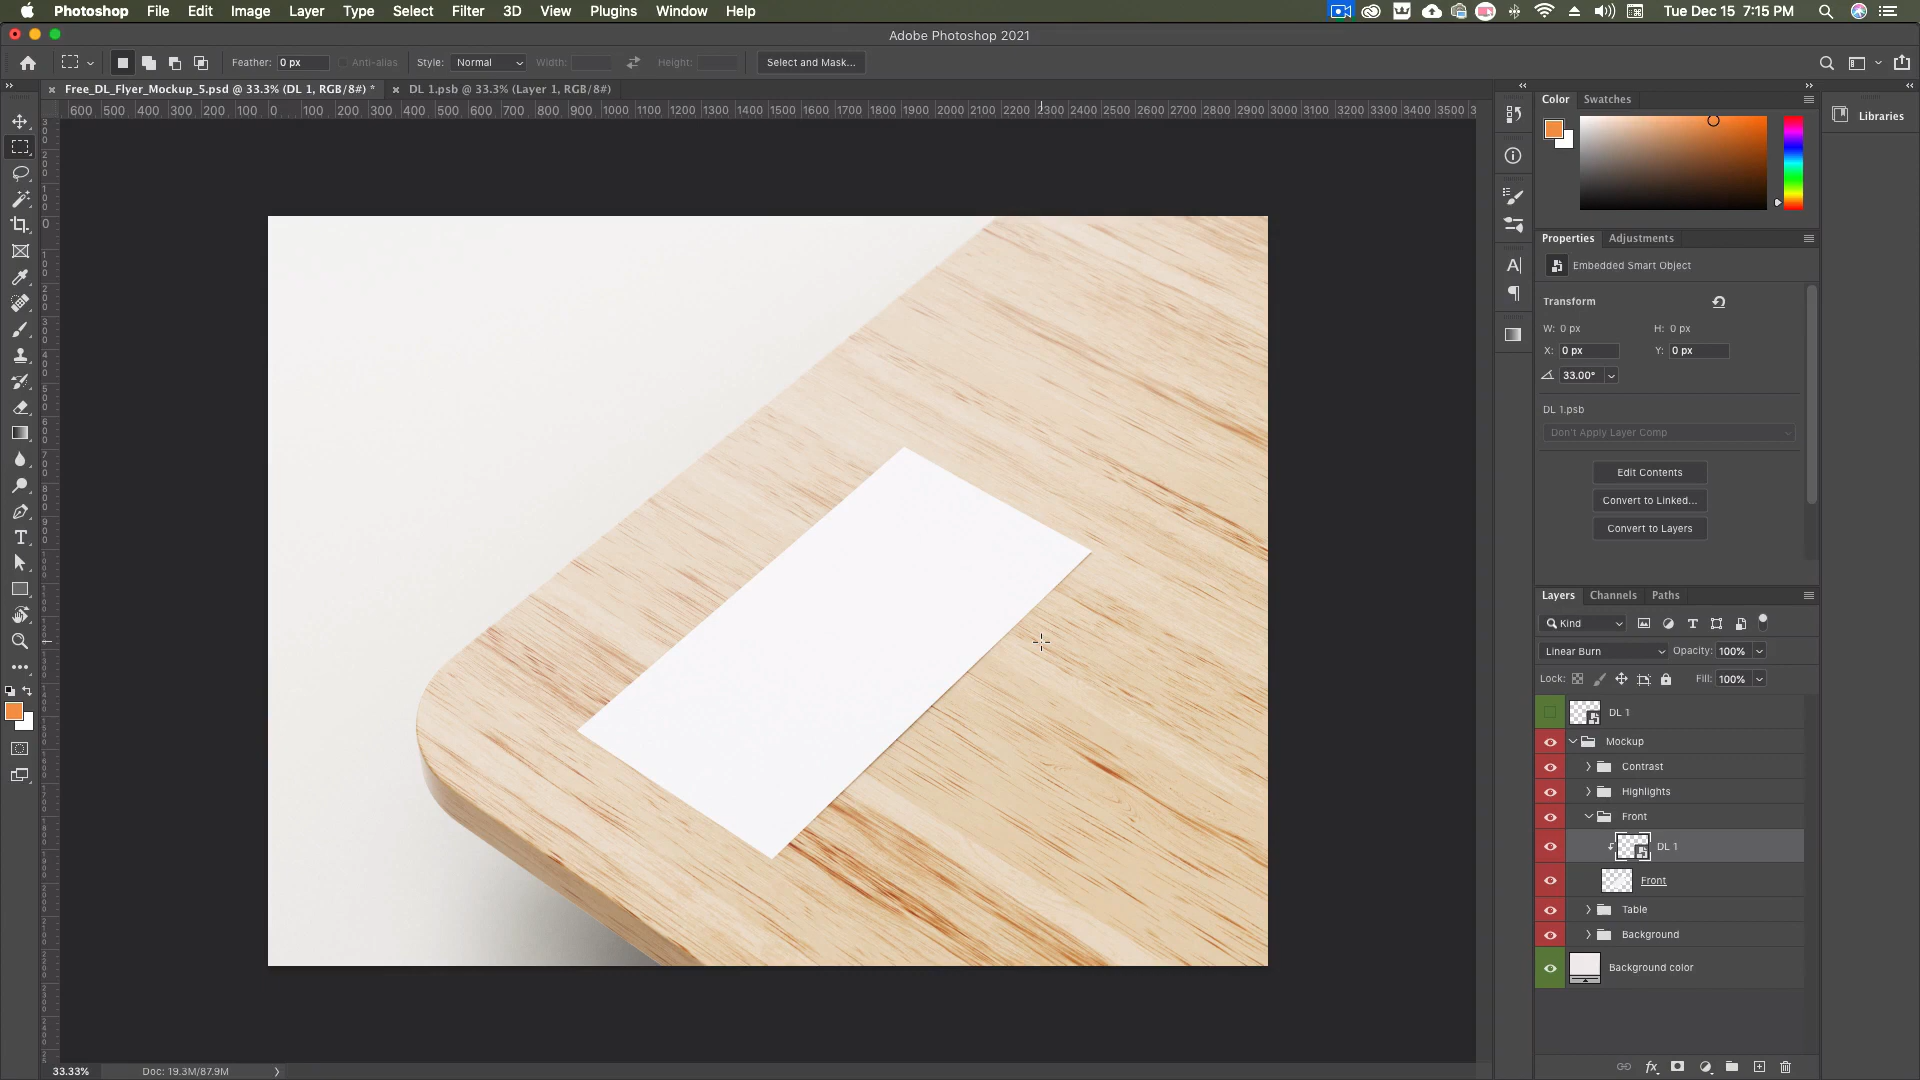 Photoshop File Edit Image Layer Type Select Filter 3D View Plugins Window Help Tue Dec 15 7:15 PM
Adobe Photoshop 2021
Feather: 0 px Anti-alias Style: Normal Width: Height: Select and Mask...
Free_DL_Flyer_Mockup_5.psd @ 33.3% (DL 1, RGB/8#) * DL 1.psb @ 33.3% (Layer 1, RGB/8#)
600 500 400 300 200 100 0 100 200 300 400 500 600 700 800 900 1000 1100 1200 1300 1400 1500 1600 1700 1800 1900 2000 2100 2200 2300 2400 2500 2600 2700 2800 2900 3000 3100 3200 3300 3400 3500
Color Swatches
Libraries
Properties Adjustments
Embedded Smart Object
Transform
W: 0 px H: 0 px
X: 0 px Y: 0 px
33.00°
DL 1.psb
Don't Apply Layer Comp
Edit Contents
Convert to Linked...
Convert to Layers
Layers Channels Paths
Kind
Linear Burn Opacity: 100%
Lock: Fill: 100%
DL 1
Mockup
Contrast
Highlights
Front
DL 1
Front
Table
Background
Background color
33.33% Doc: 19.3M/87.9M